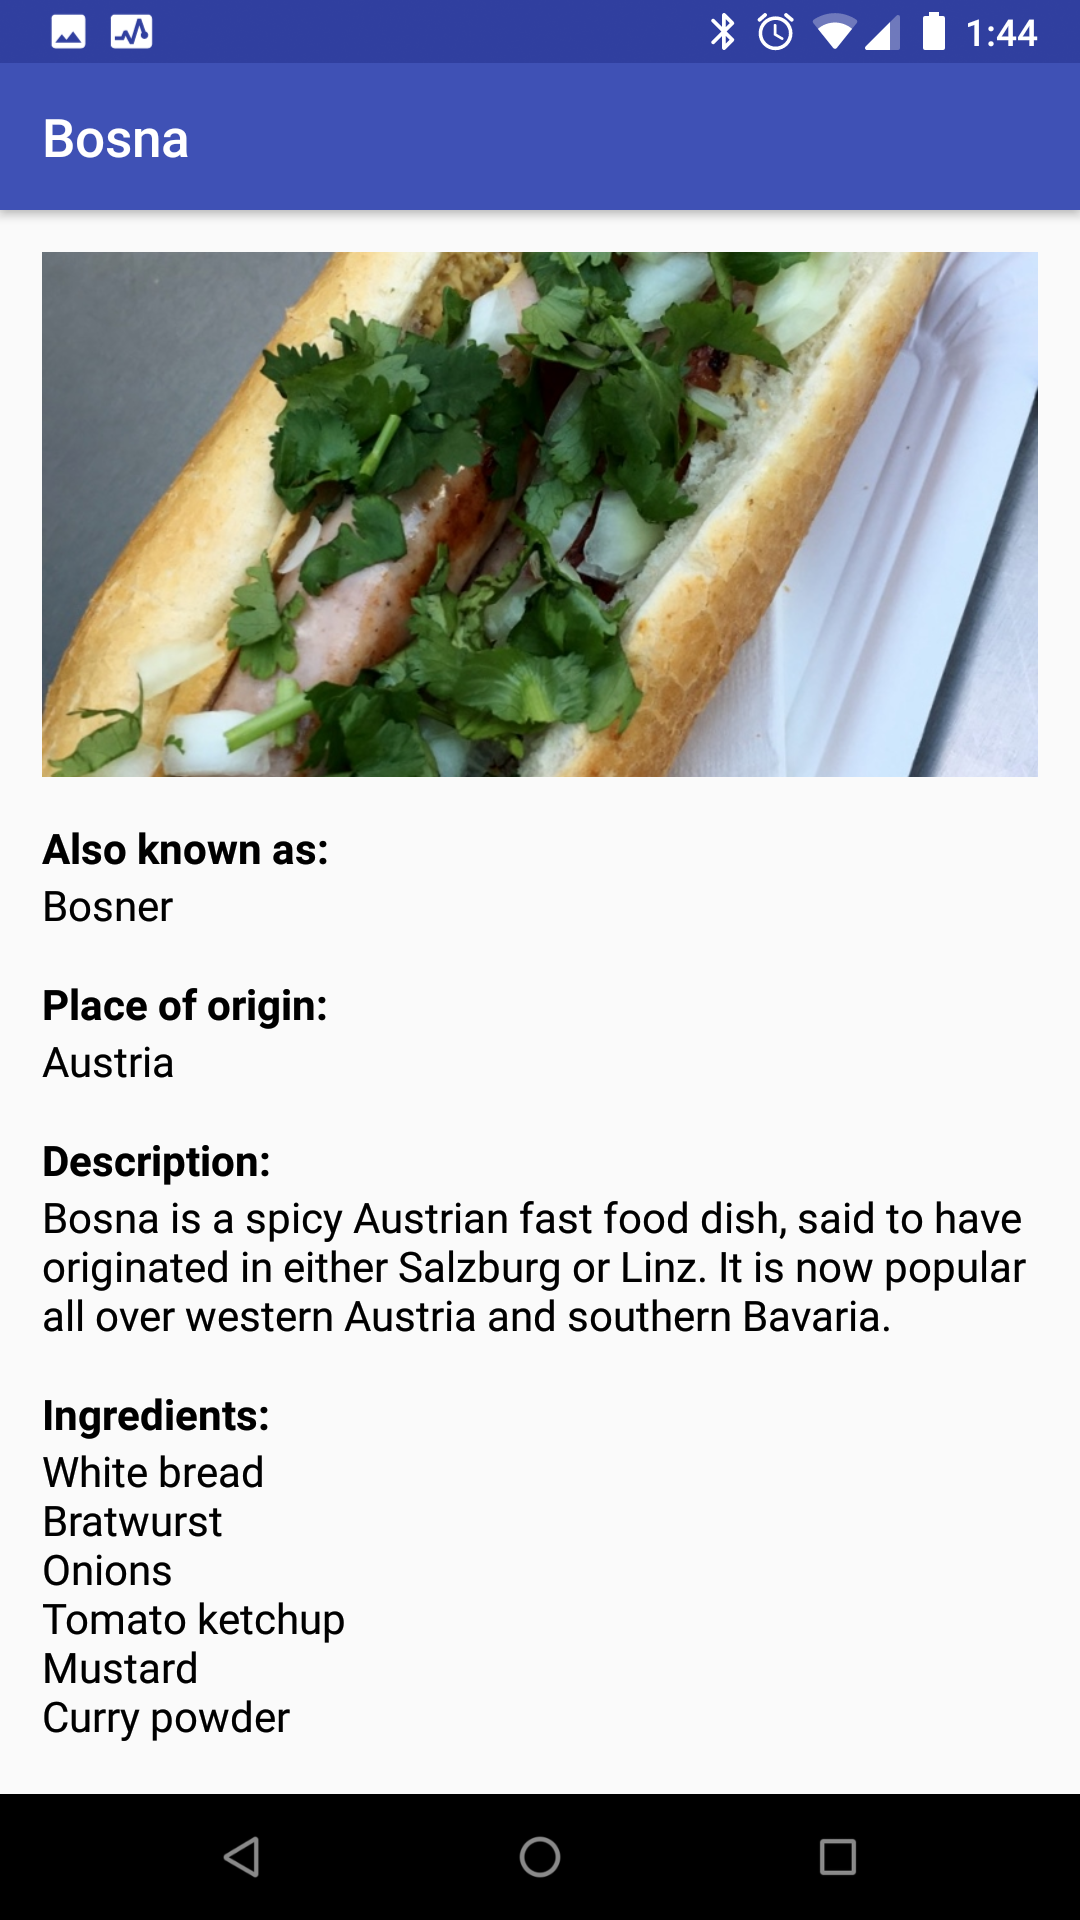 1:44
Bosna
Also known as:
Bosner
Place of origin:
Austria
Description:
Bosna is a spicy Austrian fast food dish, said to have
originated in either Salzburg or Linz. It is now popular
all over western Austria and southern Bavaria.
Ingredients:
White bread
Bratwurst
Onions
Tomato ketchup
Mustard
Curry powder